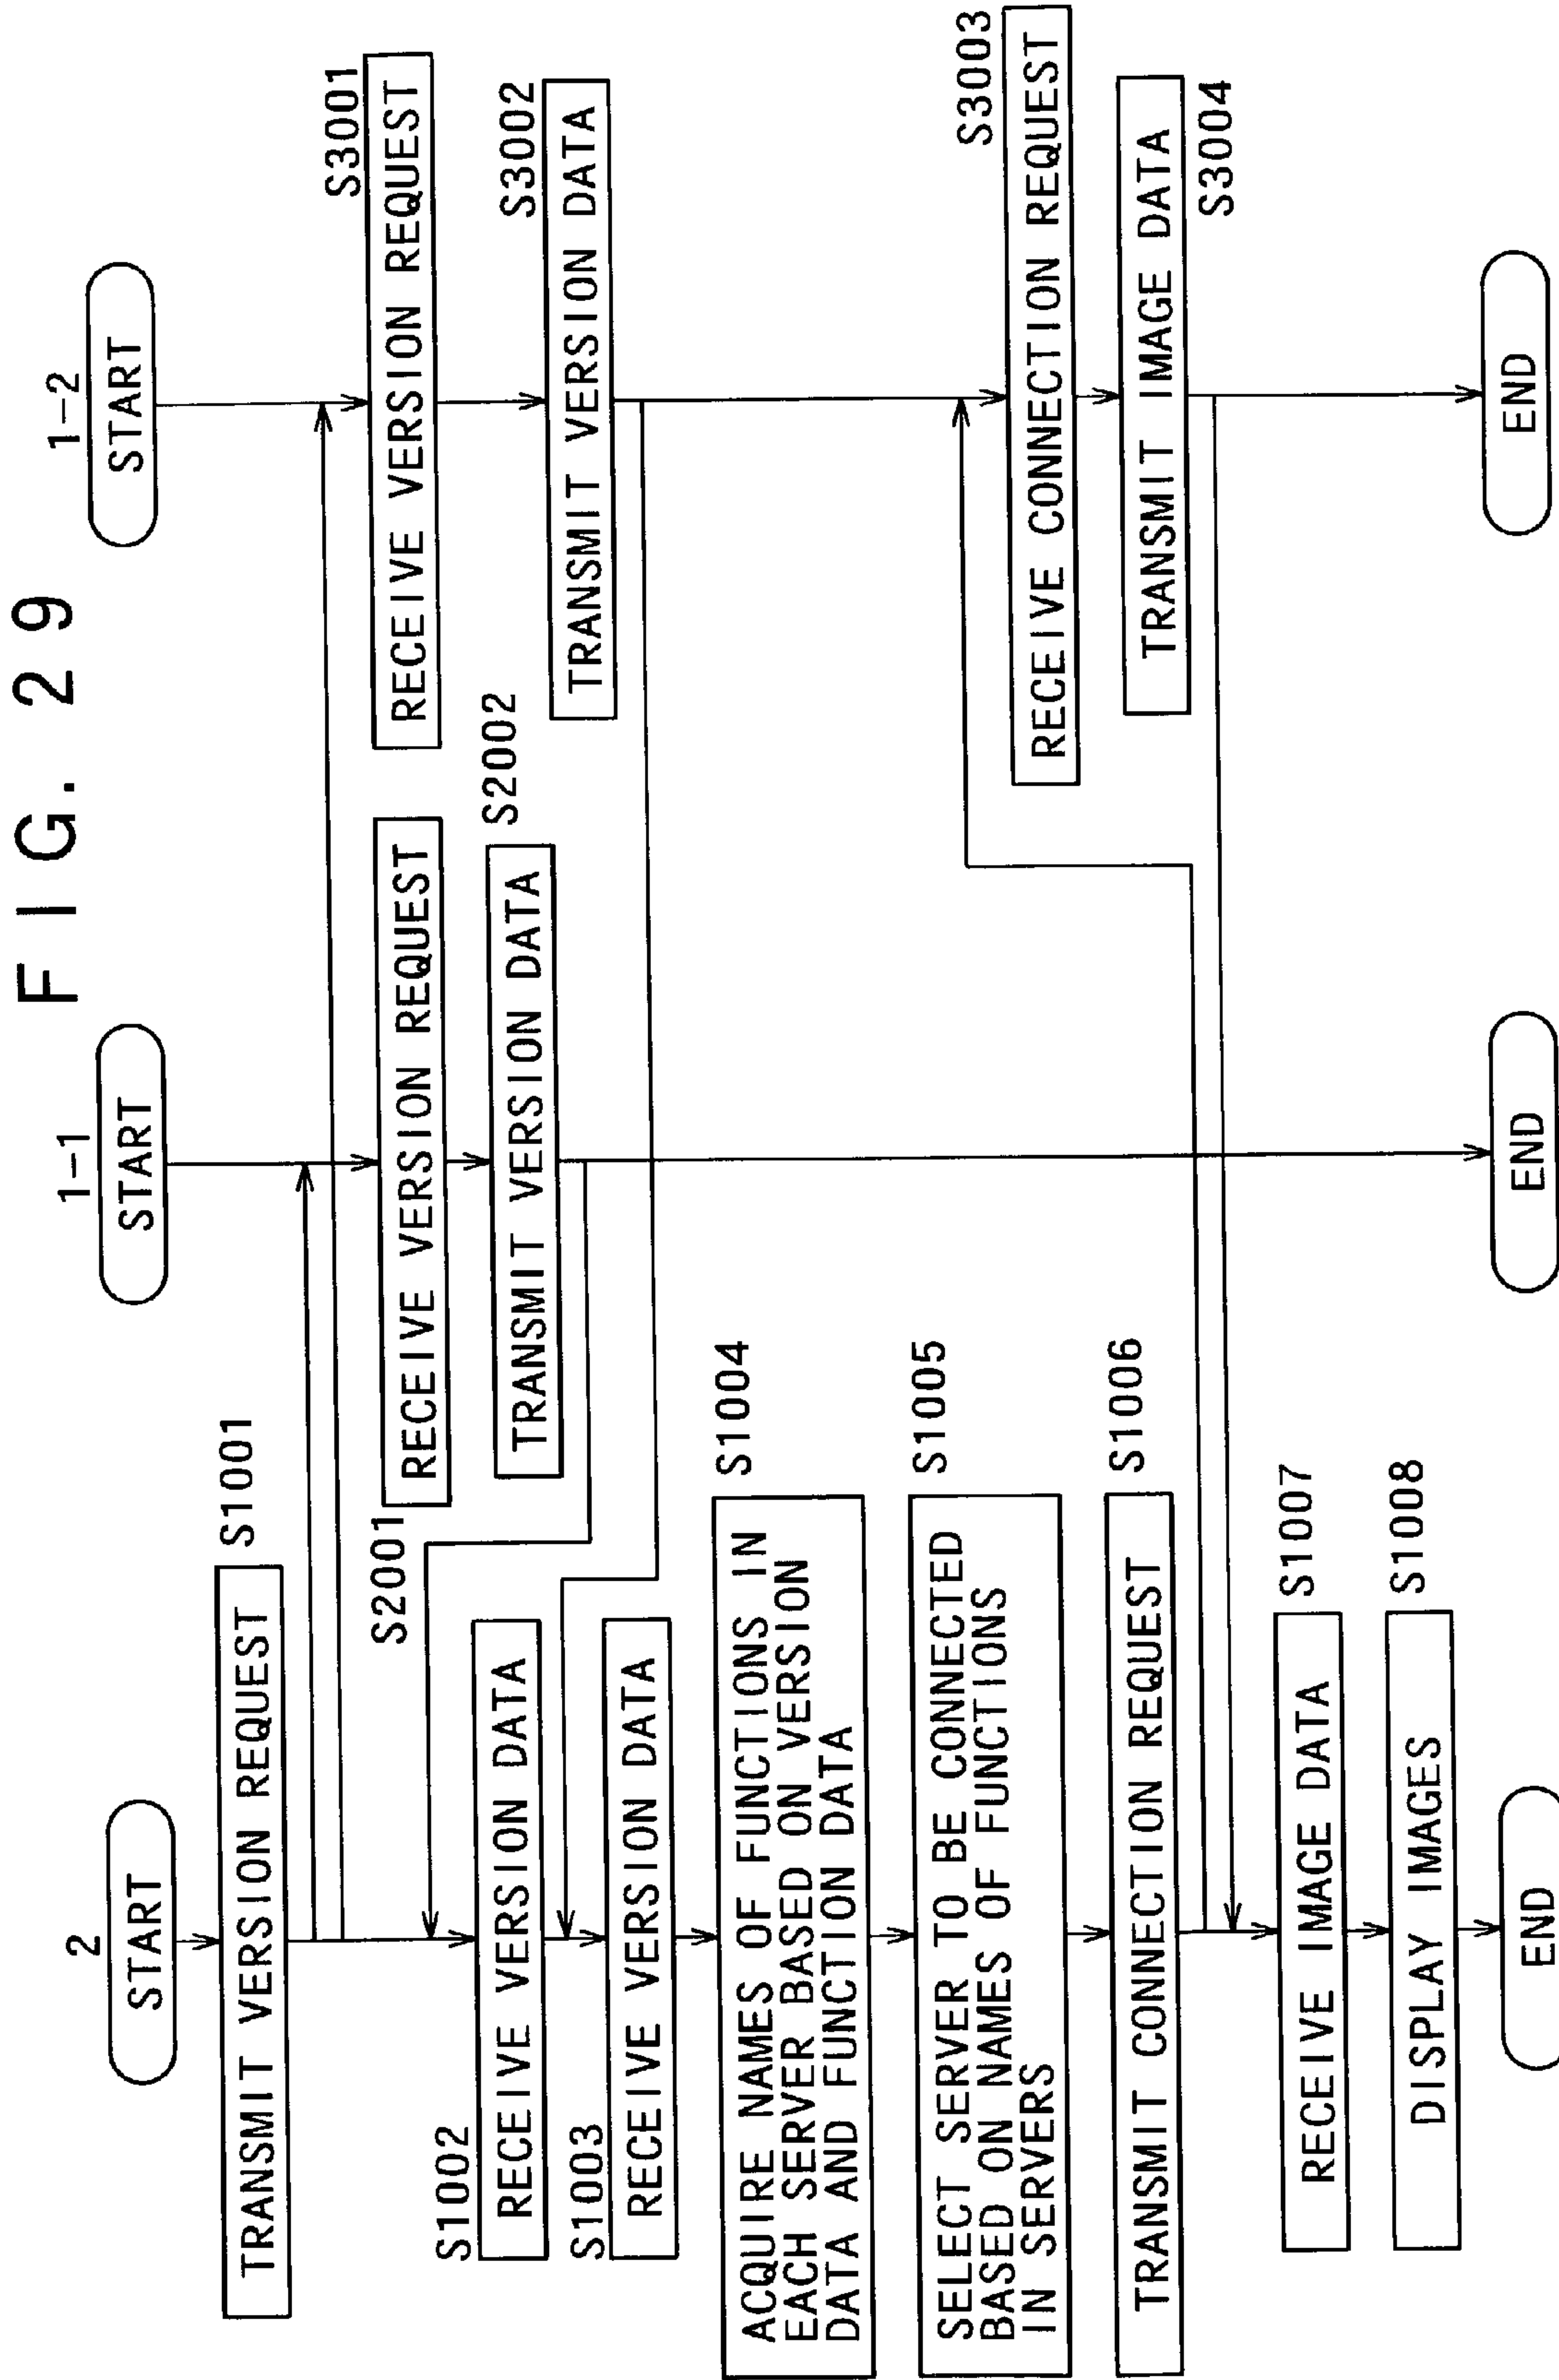 FIG. 29
2
START
TRANSMIT VERSION REQUEST
S1001
S1002
RECEIVE VERSION DATA
S1003
RECEIVE VERSION DATA
ACQUIRE NAMES OF FUNCTIONS IN
EACH SERVER BASED ON VERSION
DATA AND FUNCTION DATA
S1004
SELECT SERVER TO BE CONNECTED
BASED ON NAMES OF FUNCTIONS
IN SERVERS
S1005
TRANSMIT CONNECTION REQUEST
S1006
RECEIVE IMAGE DATA
S1007
DISPLAY IMAGES
S1008
END
1-1
START
S2001
RECEIVE VERSION REQUEST
TRANSMIT VERSION DATA
S2002
END
1-2
START
RECEIVE VERSION REQUEST
S3001
TRANSMIT VERSION DATA
S3002
RECEIVE CONNECTION REQUEST
S3003
TRANSMIT IMAGE DATA
S3004
END